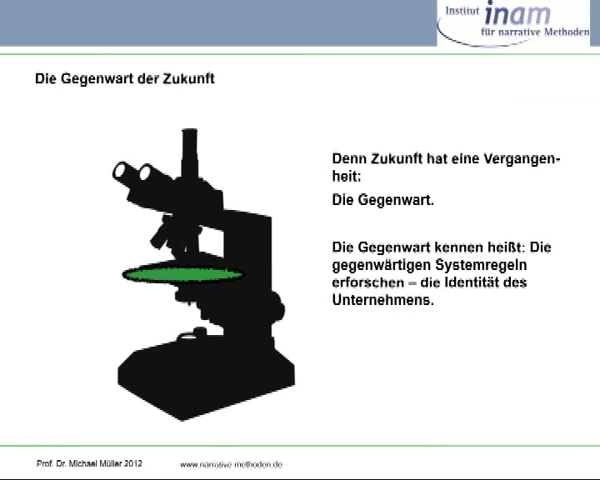 Institut inam
für narrative Methoden
Die Gegenwart der Zukunft
Denn Zukunft hat eine Vergangen-
heit:
Die Gegenwart.
Die Gegenwart kennen heißt: Die
gegenwärtigen Systemregeln
erforschen – die Identität des
Unternehmens.
Prof. Dr. Michael Müller 2012 www.narrative-methoden.de